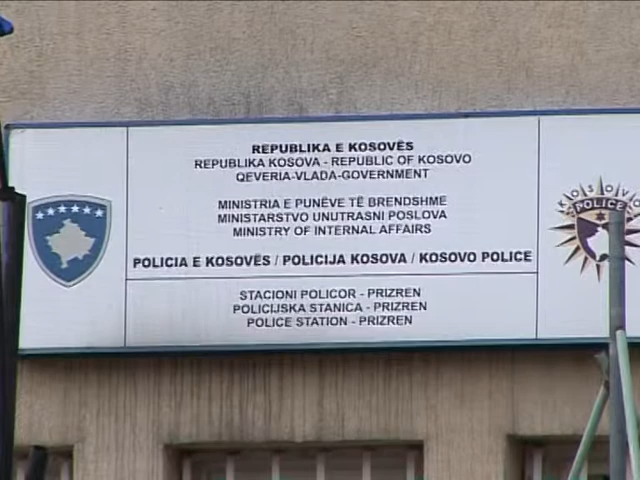 REPUBLIKA E KOSOVËS
REPUBLIKA KOSOVA - REPUBLIC OF KOSOVO
QEVERIA-VLADA-GOVERNMENT
MINISTRIA E PUNËVE TË BRENDSHME
MINISTARSTVO UNUTRASNI POSLOVA
MINISTRY OF INTERNAL AFFAIRS
POLICIA E KOSOVËS / POLICIJA KOSOVA / KOSOVO POLICE
STACIONI POLICOR - PRIZREN
POLICIJSKA STANICA - PRIZREN
POLICE STATION - PRIZREN
KOSOVO
POLICE